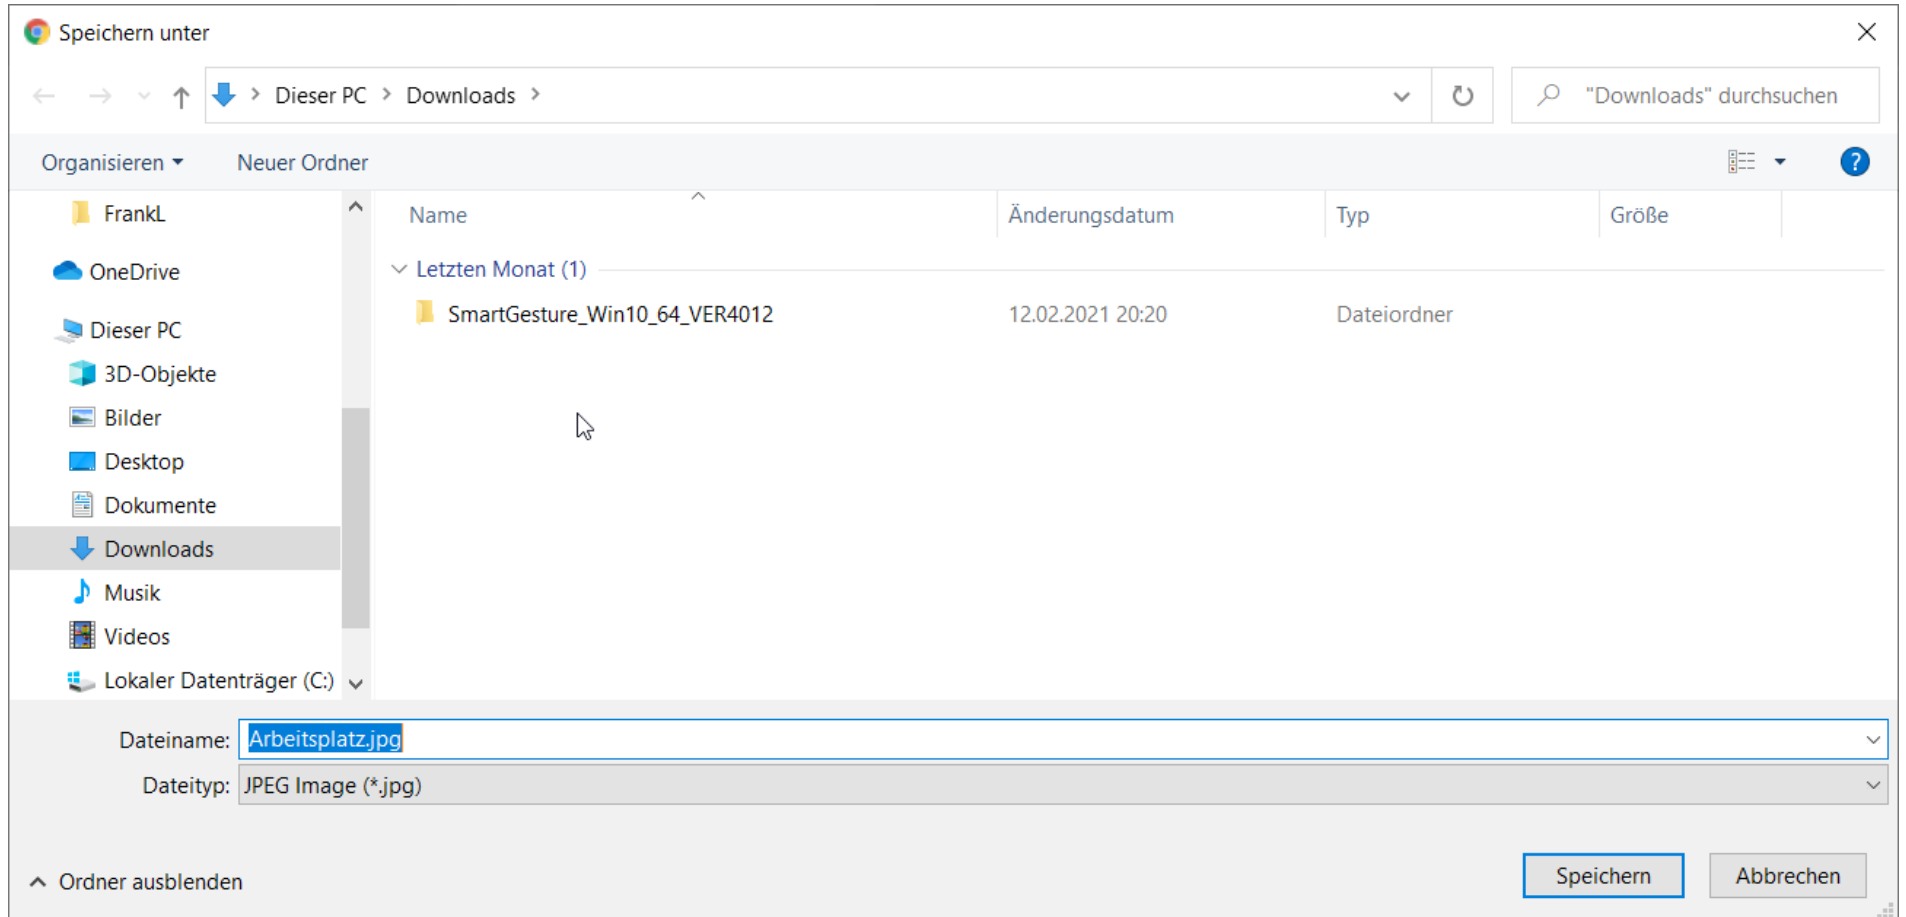 Speichern unter
Dieser PC > Downloads >
"Downloads" durchsuchen
Organisieren
Neuer Ordner
?
FrankL
OneDrive
Dieser PC
3D-Objekte
Bilder
Desktop
Dokumente
Downloads
Musik
Videos
Lokaler Datenträger (C:)
Name Änderungsdatum Typ Größe
Letzten Monat (1)
SmartGesture_Win10_64_VER4012 12.02.2021 20:20 Dateiordner
Dateiname: Arbeitsplatz.jpg
Dateityp: JPEG Image (*.jpg)
Ordner ausblenden
Speichern
Abbrechen